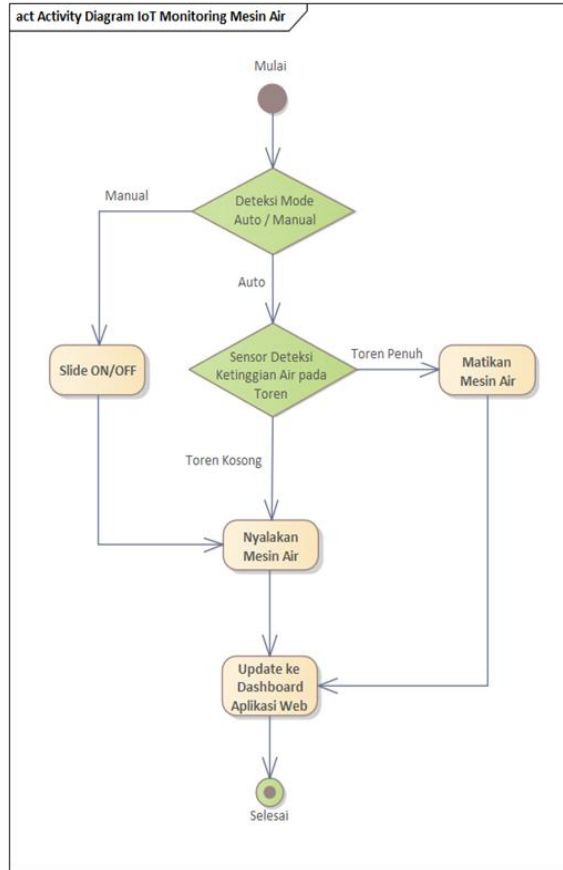 act Activity Diagram IoT Monitoring Mesin Air
Mulai
Manual
Deteksi Mode
Auto / Manual
Auto
Slide ON/OFF
Sensor Deteksi
Ketinggian Air pada
Toren
Toren Penuh
Matikan
Mesin Air
Toren Kosong
Nyalakan
Mesin Air
Update ke
Dashboard
Aplikasi Web
Selesai